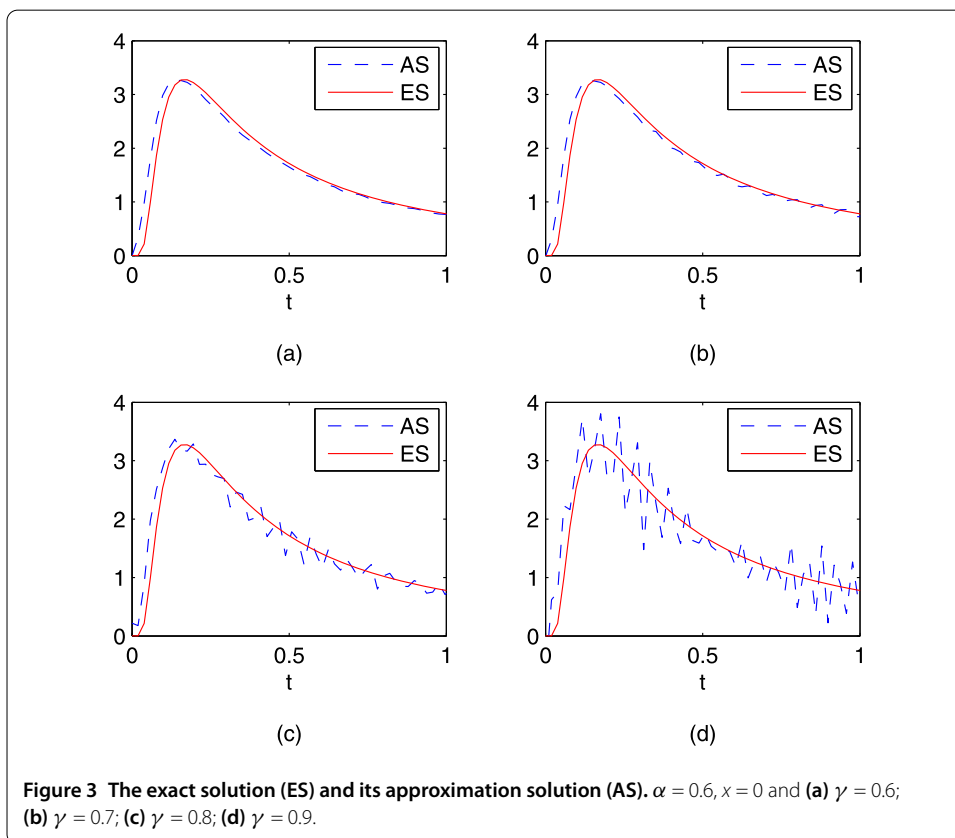 4
3
2
1
0
0
0.5
1
t
AS
ES
(a)
4
3
2
1
0
0
0.5
1
t
AS
ES
(b)
4
3
2
1
0
0
0.5
1
t
AS
ES
(c)
4
3
2
1
0
0
0.5
1
t
AS
ES
(d)
Figure 3 The exact solution (ES) and its approximation solution (AS). α = 0.6, x = 0 and (a) γ = 0.6;
(b) γ = 0.7; (c) γ = 0.8; (d) γ = 0.9.